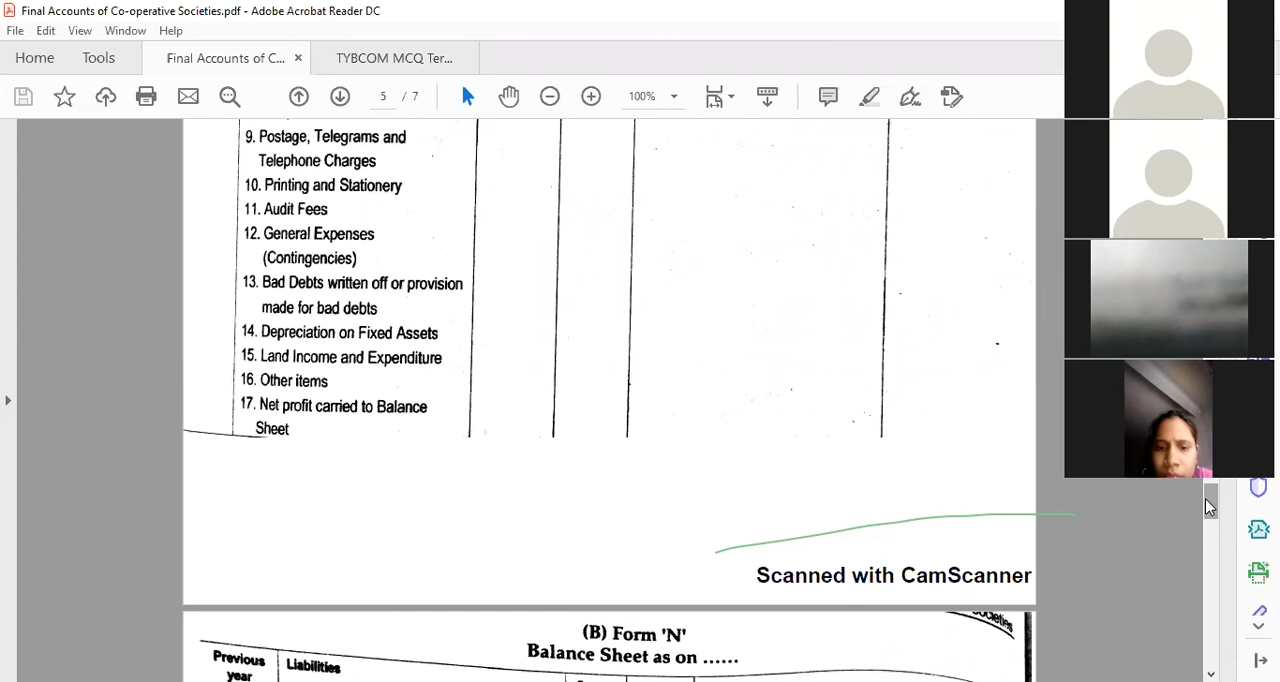 Final Accounts of Co-operative Societies.pdf - Adobe Acrobat Reader DC
File Edit View Window Help
Home Tools Final Accounts of C... × TYBCOM MCQ Ter...
5 / 7 100%
9. Postage, Telegrams and
Telephone Charges
10. Printing and Stationery
11. Audit Fees
12. General Expenses
(Contingencies)
13. Bad Debts written off or provision
made for bad debts
14. Depreciation on Fixed Assets
15. Land Income and Expenditure
16. Other items
17. Net profit carried to Balance
Sheet
Scanned with CamScanner
Societies
(B) Form 'N'
Balance Sheet as on ......
Previous
year
Liabilities